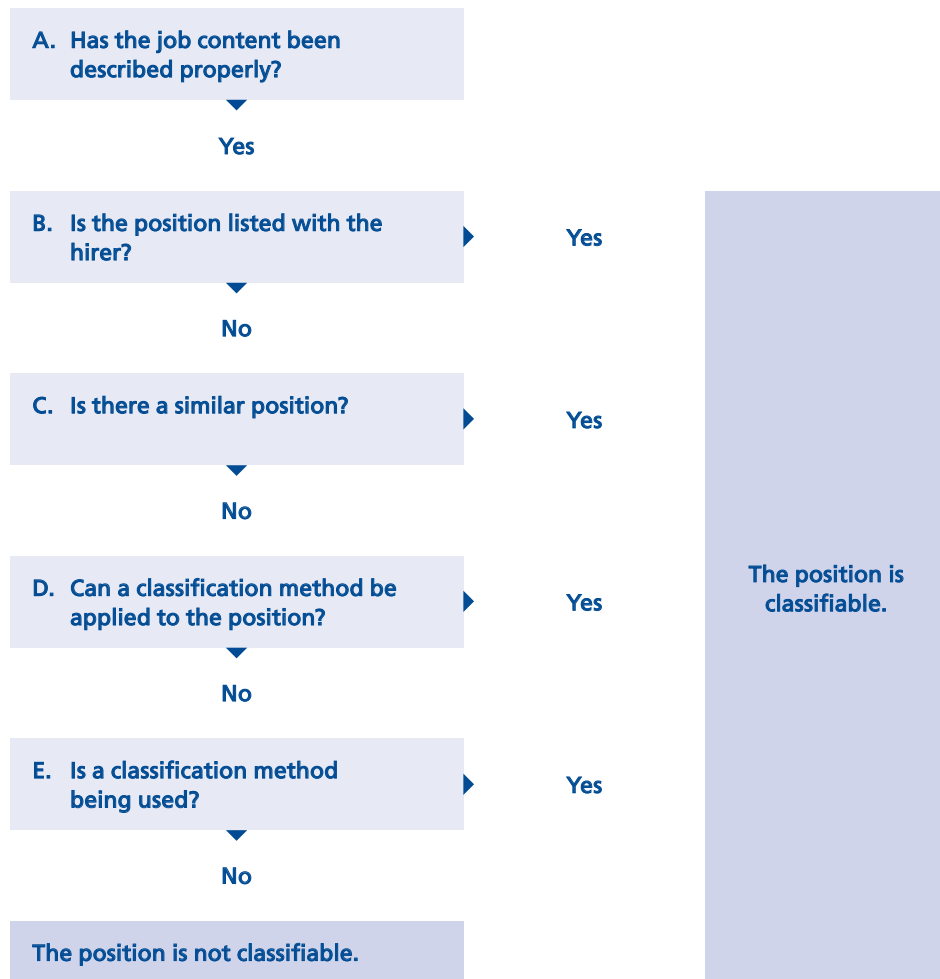 A. Has the job content been
described properly?
Yes
B. Is the position listed with the
hirer?
Yes
No
C. Is there a similar position?
Yes
No
D. Can a classification method be
applied to the position?
Yes
No
E. Is a classification method
being used?
Yes
No
The position is not classifiable.
The position is
classifiable.